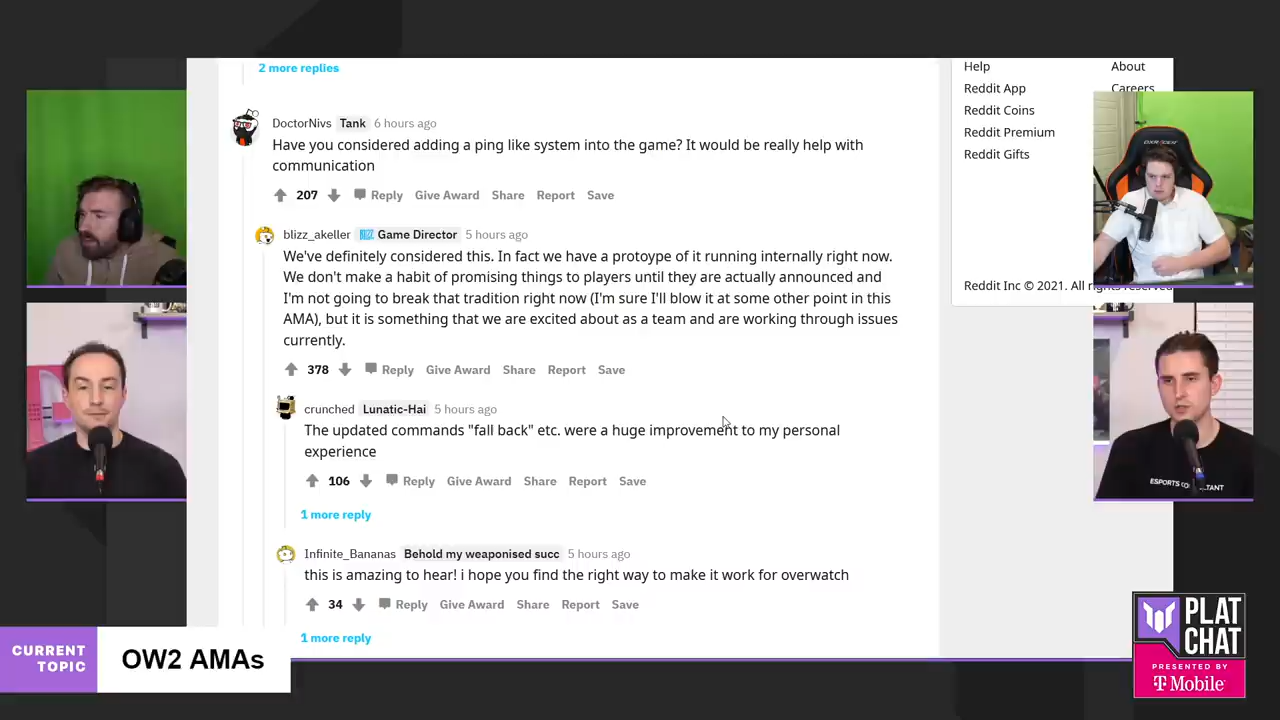 2 more replies
Help
About
Reddit App
Careers
Reddit Coins
Reddit Premium
Reddit Gifts
Reddit Inc © 2021. All rights reserved
DoctorNivs Tank 6 hours ago
Have you considered adding a ping like system into the game? It would be really help with
communication
207 Reply Give Award Share Report Save
blizz_akeller Game Director 5 hours ago
We've definitely considered this. In fact we have a protoype of it running internally right now.
We don't make a habit of promising things to players until they are actually announced and
I'm not going to break that tradition right now (I'm sure I'll blow it at some other point in this
AMA), but it is something that we are excited about as a team and are working through issues
currently.
378 Reply Give Award Share Report Save
crunched Lunatic-Hai 5 hours ago
The updated commands "fall back" etc. were a huge improvement to my personal
experience
106 Reply Give Award Share Report Save
1 more reply
Infinite_Bananas Behold my weaponised succ 5 hours ago
this is amazing to hear! i hope you find the right way to make it work for overwatch
34 Reply Give Award Share Report Save
1 more reply
CURRENT
TOPIC
OW2 AMAs
PLAT
CHAT
PRESENTED BY
T Mobile